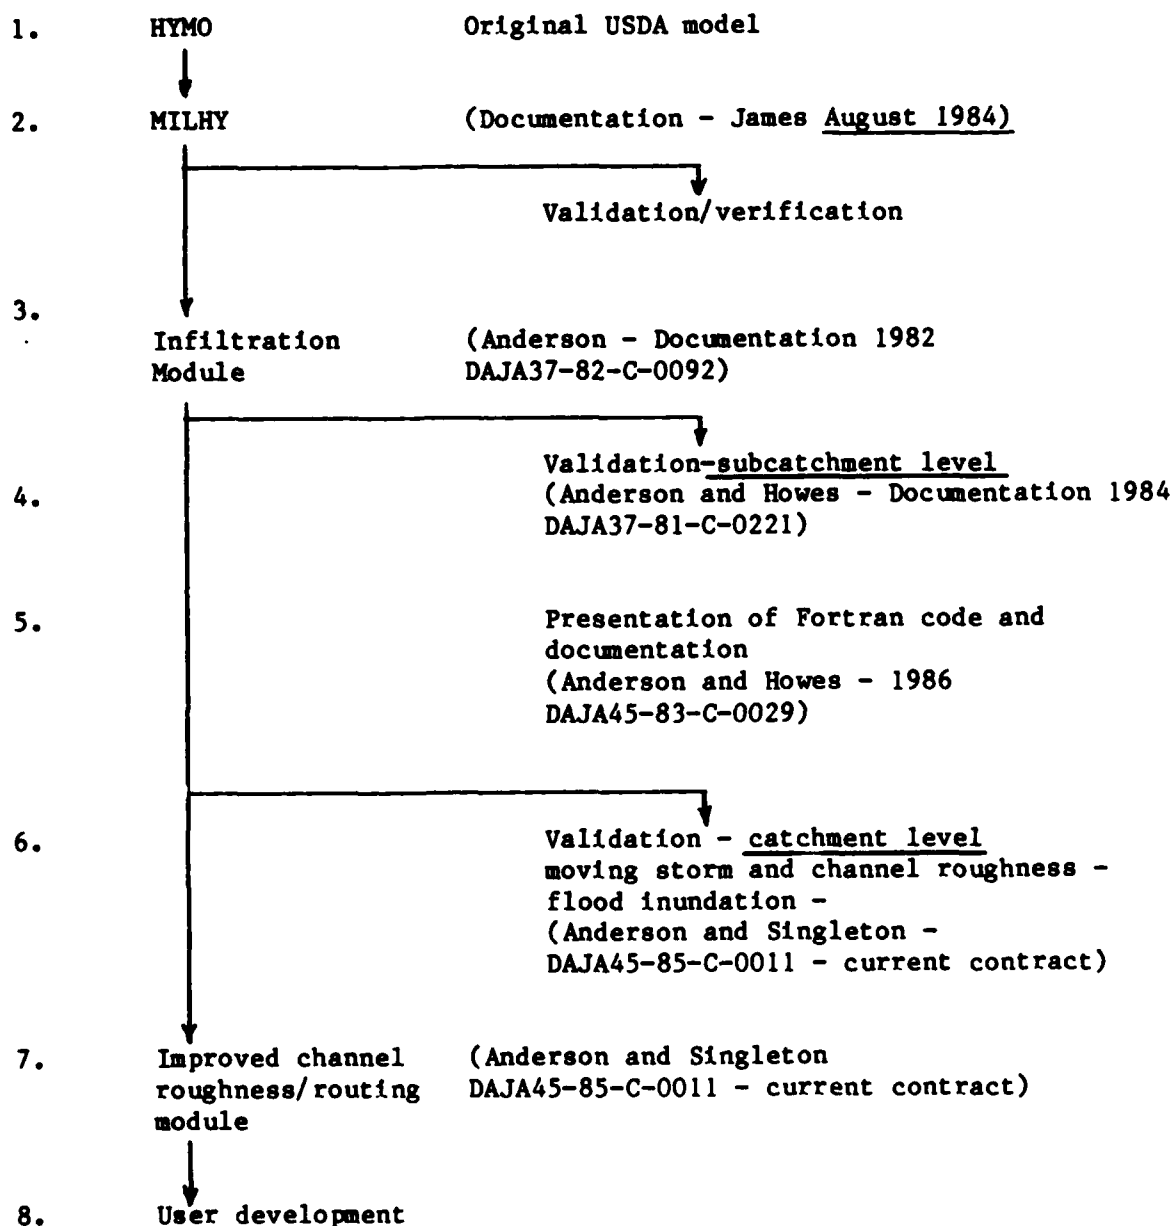 1. HYMO Original USDA model
2. MILHY (Documentation - James August 1984)
Validation/verification
3.
Infiltration (Anderson - Documentation 1982
Module DAJA37-82-C-0092)
Validation-subcatchment level
4. (Anderson and Howes - Documentation 1984
DAJA37-81-C-0221)
5. Presentation of Fortran code and
documentation
(Anderson and Howes - 1986
DAJA45-83-C-0029)
6. Validation - catchment level
moving storm and channel roughness -
flood inundation -
(Anderson and Singleton -
DAJA45-85-C-0011 - current contract)
7. Improved channel (Anderson and Singleton
roughness/routing DAJA45-85-C-0011 - current contract)
module
8. User development